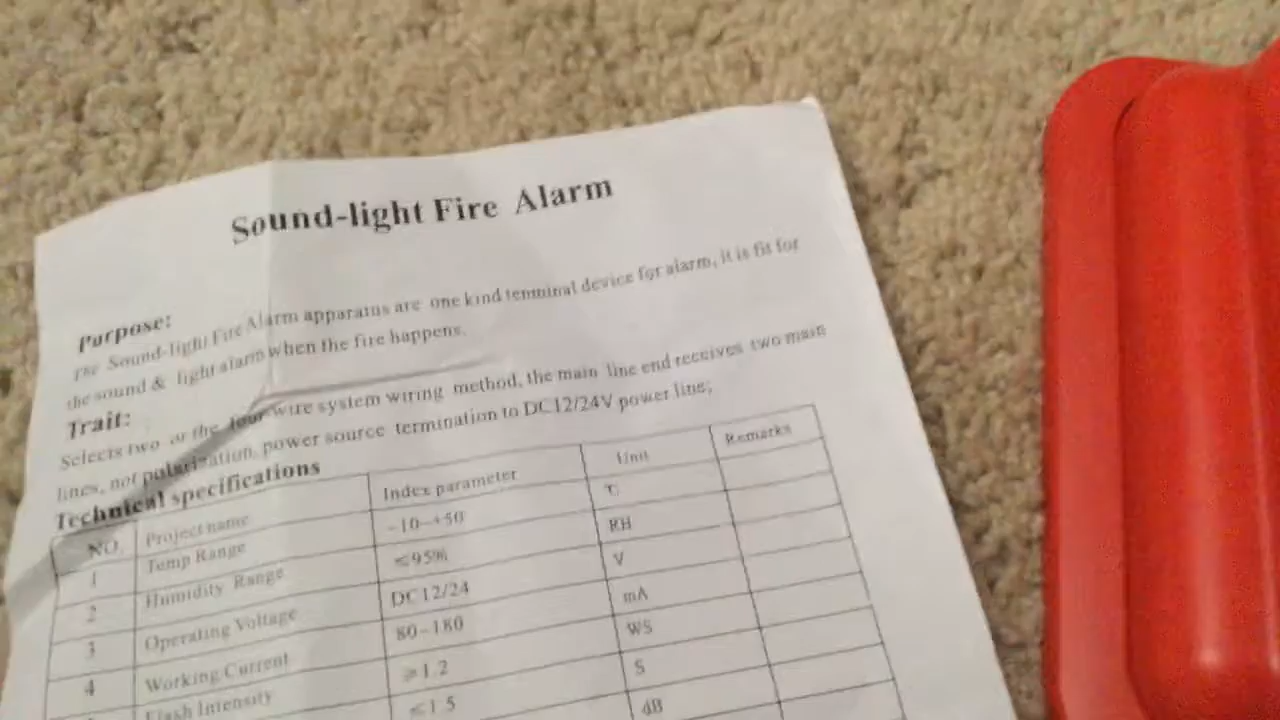 Sound-light Fire Alarm
Purpose:
The Sound-light Fire Alarm apparatus are one kind terminal device for alarm, it is fit for
the sound & light alarm when the fire happens.
Trait:
Selects two or the four-wire system wiring method, the main line end receives two main
lines, not polarization, power source termination to DC12/24V power line;
Technical specifications
NO. Project name Index parameter Unit Remarks
1 Temp Range -10-+50 ℃
2 Humidity Range ≤95% RH
3 Operating Voltage DC12/24 V
4 Working Current 80-180 mA
Flash Intensity ≥1.2 WS
≤1.5 S
dB